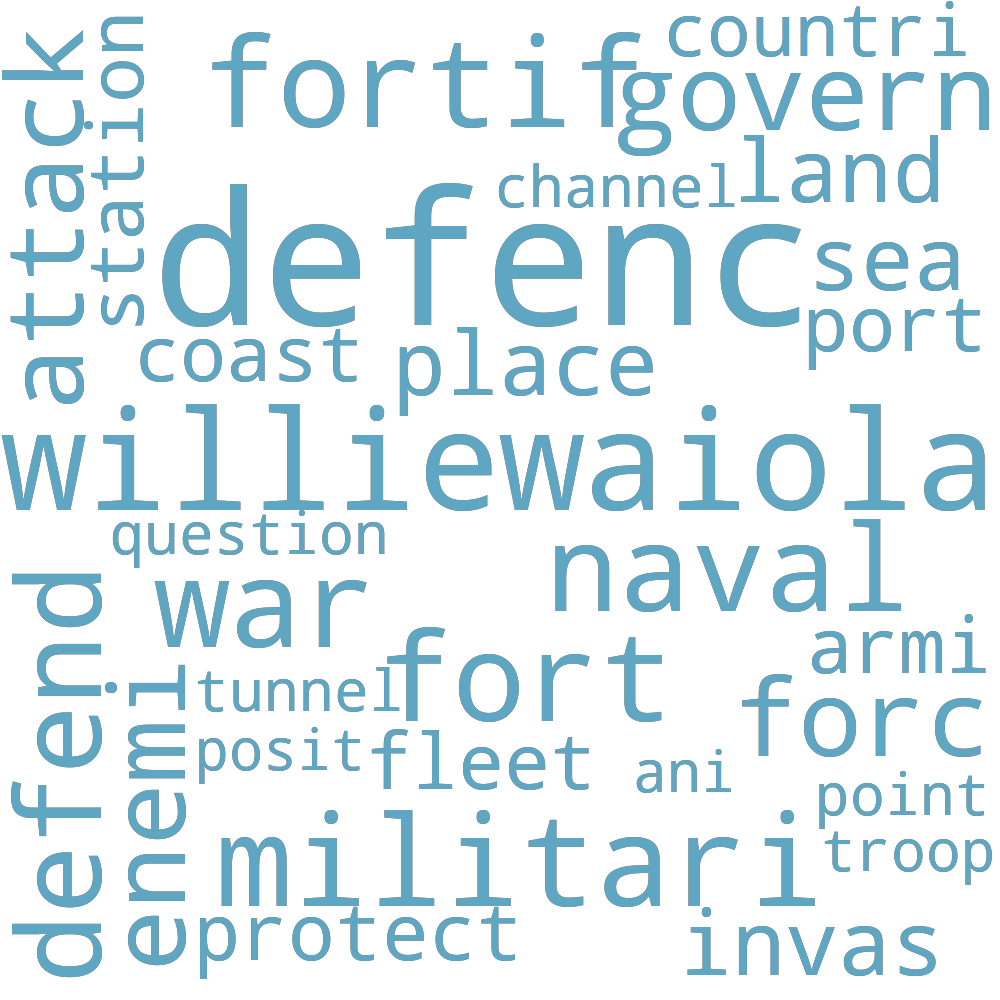 countri
fortif
govern
attack
station
channel
land
defenc
sea
port
coast
place
williewaiola
question
naval
defend
war
armi
fort
tunnel
enemi
forc
posit
fleet
ani
point
militari
troop
protect
invas